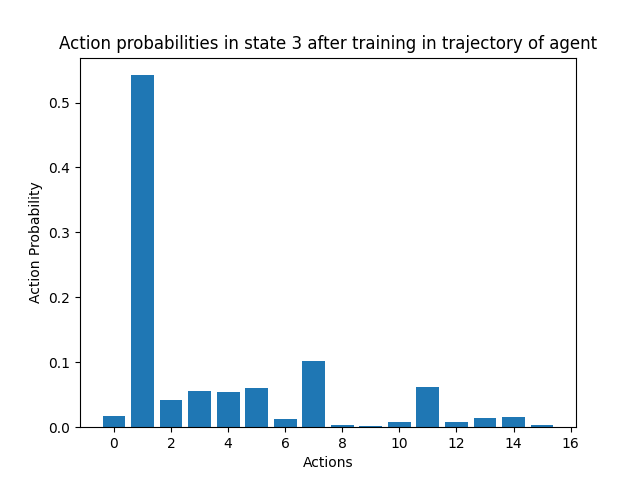 Action probabilities in state 3 after training in trajectory of agent
0.5
0.4
0.3
0.2
0.1
0.0
Action Probability
0 2 4 6 8 10 12 14 16
Actions